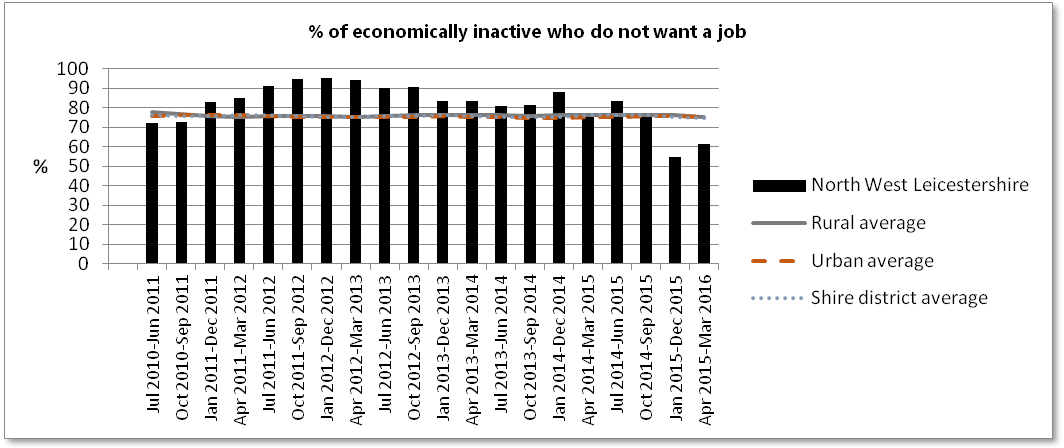 % of economically inactive who do not want a job
100
90
80
70
60
50
40
30
20
10
0
%
Jul 2010-Jun 2011
Oct 2010-Sep 2011
Jan 2011-Dec 2011
Apr 2011-Mar 2012
Jul 2011-Jun 2012
Oct 2011-Sep 2012
Jan 2012-Dec 2012
Apr 2012-Mar 2013
Jul 2012-Jun 2013
Oct 2012-Sep 2013
Jan 2013-Dec 2013
Apr 2013-Mar 2014
Jul 2013-Jun 2014
Oct 2013-Sep 2014
Jan 2014-Dec 2014
Apr 2014-Mar 2015
Jul 2014-Jun 2015
Oct 2014-Sep 2015
Jan 2015-Dec 2015
Apr 2015-Mar 2016
North West Leicestershire
Rural average
Urban average
Shire district average